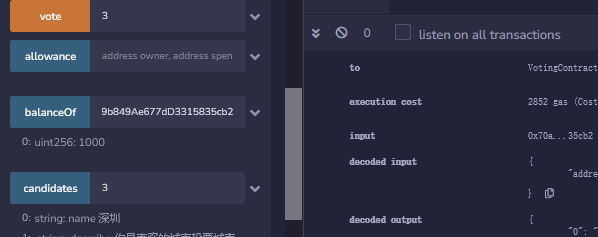 vote 3
allowance address owner, address spen
balanceOf 9b849Ae677dD3315835cb2
0: uint256: 1000
candidates 3
0: string: name 深圳
0 listen on all transactions
to VotingContract
execution cost 2852 gas (Cost
input 0x70a...35cb2
decoded input {
"addre
}
decoded output {
"0": "